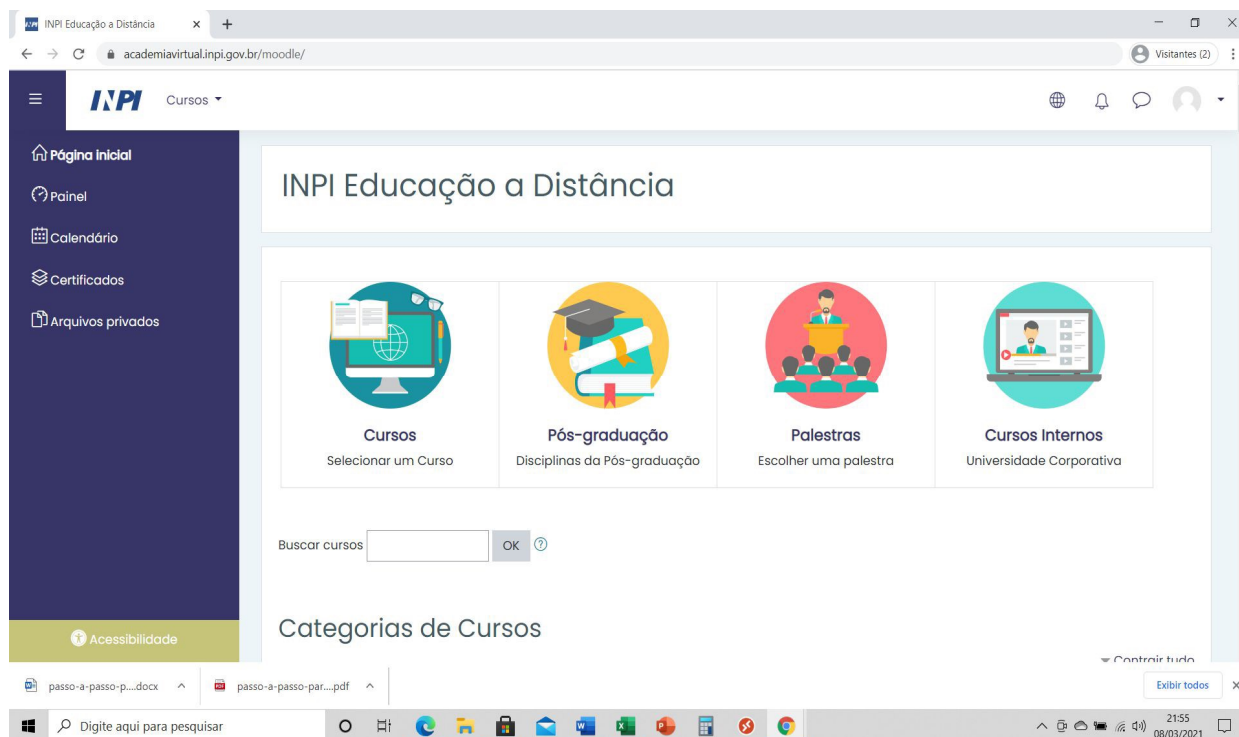 INPI Educação a Distância
academiavirtual.inpi.gov.br/moodle/
Visitantes (2)
INPI
Cursos
Página inicial
Painel
Calendário
Certificados
Arquivos privados
Acessibilidade
INPI Educação a Distância
Cursos
Selecionar um Curso
Pós-graduação
Disciplinas da Pós-graduação
Palestras
Escolher uma palestra
Cursos Internos
Universidade Corporativa
Buscar cursos
OK
Categorias de Cursos
Contrair tudo
passo-a-passo-p....docx
passo-a-passo-par....pdf
Exibir todos
Digite aqui para pesquisar
21:55
08/03/2021